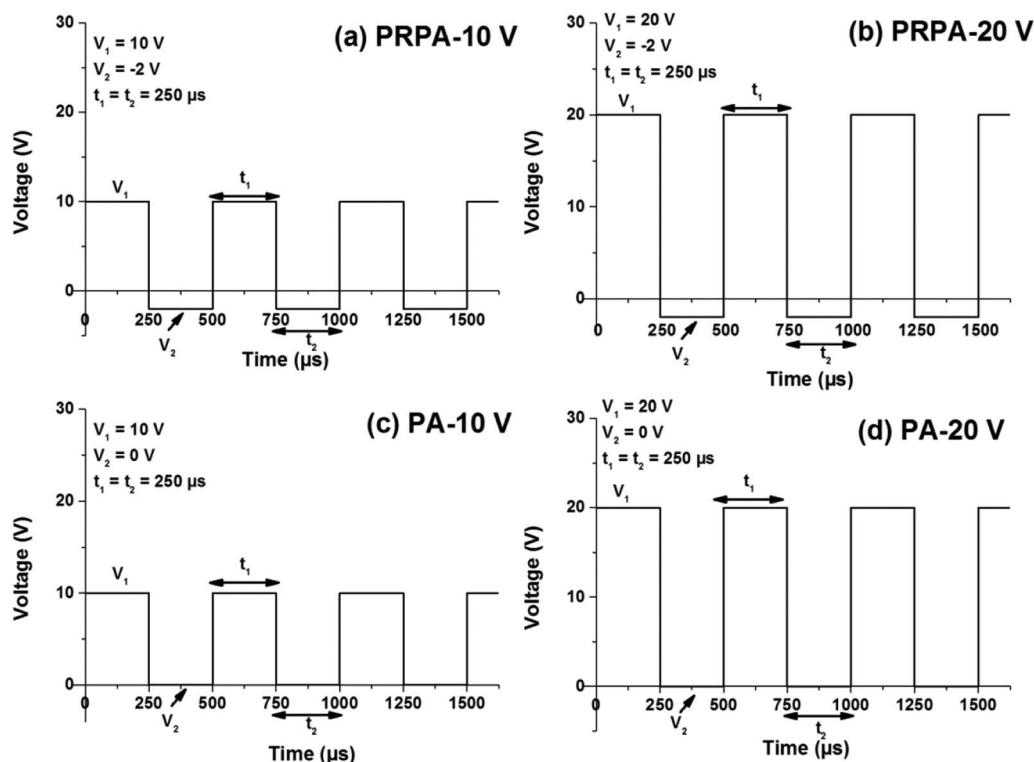 (a) PRPA-10 V
V₁ = 10 V
V₂ = -2 V
t₁ = t₂ = 250 µs
30
20
10
0
Voltage (V)
V₁
t₁
250 500 750 1000 1250 1500
V₂
t₂
Time (µs)
(b) PRPA-20 V
V₁ = 20 V
V₂ = -2 V
t₁ = t₂ = 250 µs
30
20
10
0
Voltage (V)
V₁
t₁
0 250 500 750 1000 1250 1500
V₂
t₂
Time (µs)
(c) PA-10 V
V₁ = 10 V
V₂ = 0 V
t₁ = t₂ = 250 µs
30
20
10
0
Voltage (V)
V₁
t₁
0 250 500 750 1000 1250 1500
V₂
t₂
Time (µs)
(d) PA-20 V
V₁ = 20 V
V₂ = 0 V
t₁ = t₂ = 250 µs
30
20
10
0
Voltage (V)
V₁
t₁
0 250 500 750 1000 1250 1500
V₂
t₂
Time (µs)